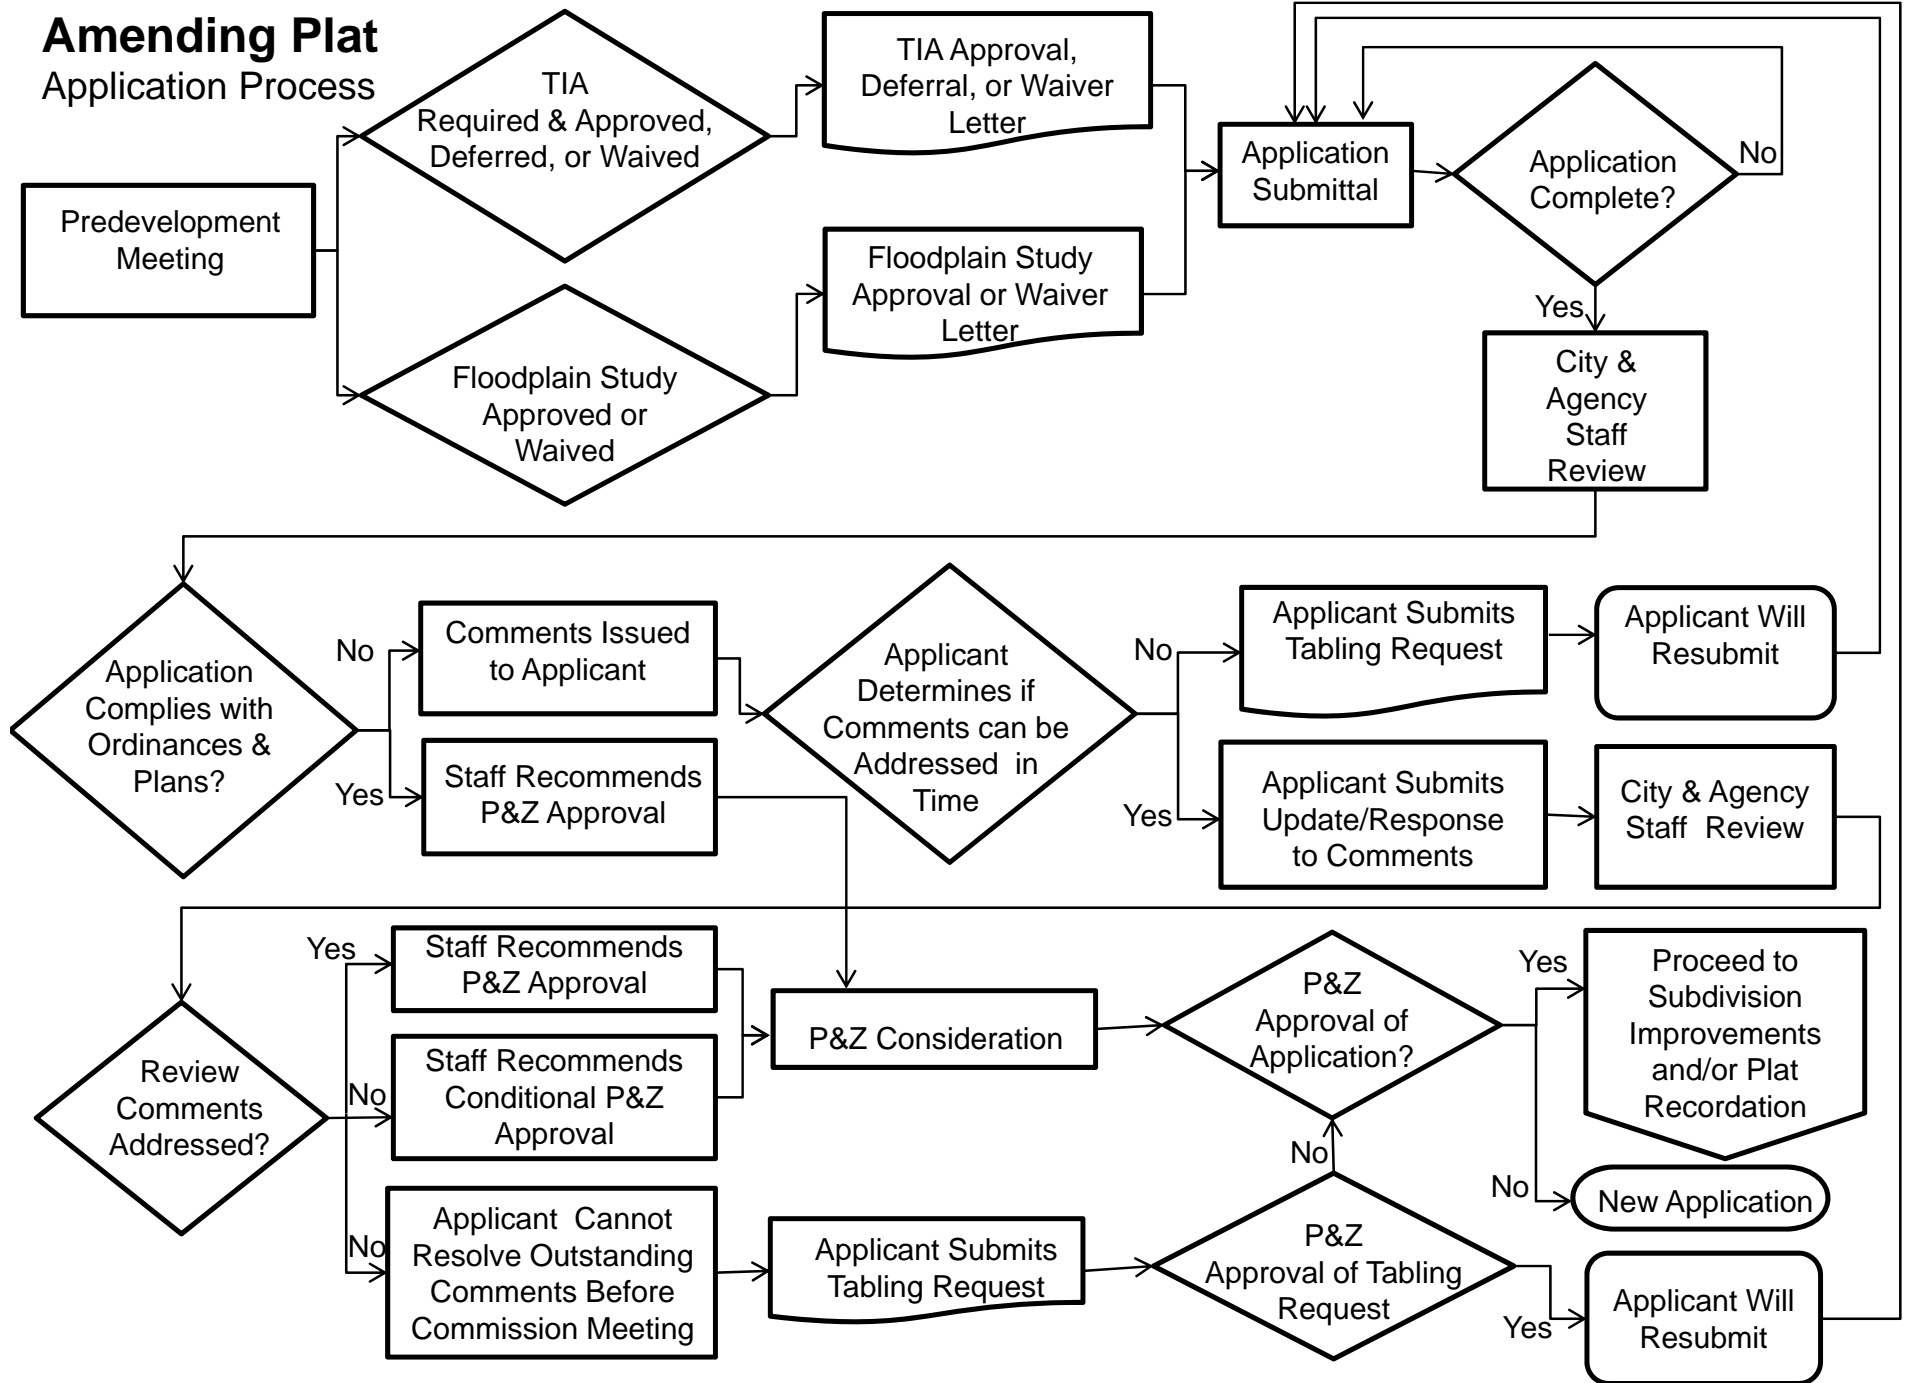 Amending Plat
Application Process
Predevelopment
Meeting
TIA
Required & Approved,
Deferred, or Waived
TIA Approval,
Deferral, or Waiver
Letter
Floodplain Study
Approved or
Waived
Floodplain Study
Approval or Waiver
Letter
Application
Submittal
Application
Complete?
No
Yes
City &
Agency
Staff
Review
Application
Complies with
Ordinances &
Plans?
No
Comments Issued
to Applicant
Yes
Staff Recommends
P&Z Approval
Applicant
Determines if
Comments can be
Addressed in
Time
No
Applicant Submits
Tabling Request
Applicant Will
Resubmit
Yes
Applicant Submits
Update/Response
to Comments
City & Agency
Staff Review
Review
Comments
Addressed?
Yes
Staff Recommends
P&Z Approval
No
Staff Recommends
Conditional P&Z
Approval
No
Applicant Cannot
Resolve Outstanding
Comments Before
Commission Meeting
P&Z Consideration
P&Z
Approval of
Application?
Yes
Proceed to
Subdivision
Improvements
and/or Plat
Recordation
No
New Application
Applicant Submits
Tabling Request
P&Z
Approval of Tabling
Request
No
Yes
Applicant Will
Resubmit